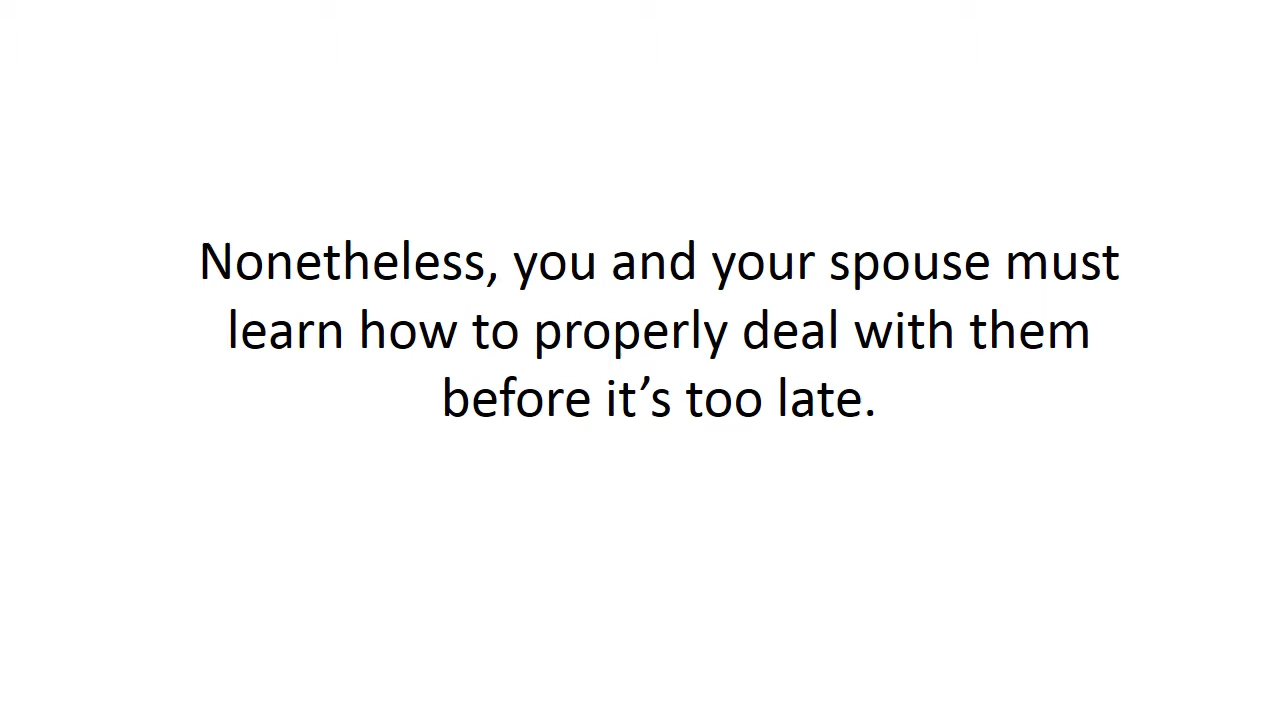 Nonetheless, you and your spouse must
learn how to properly deal with them
before it’s too late.